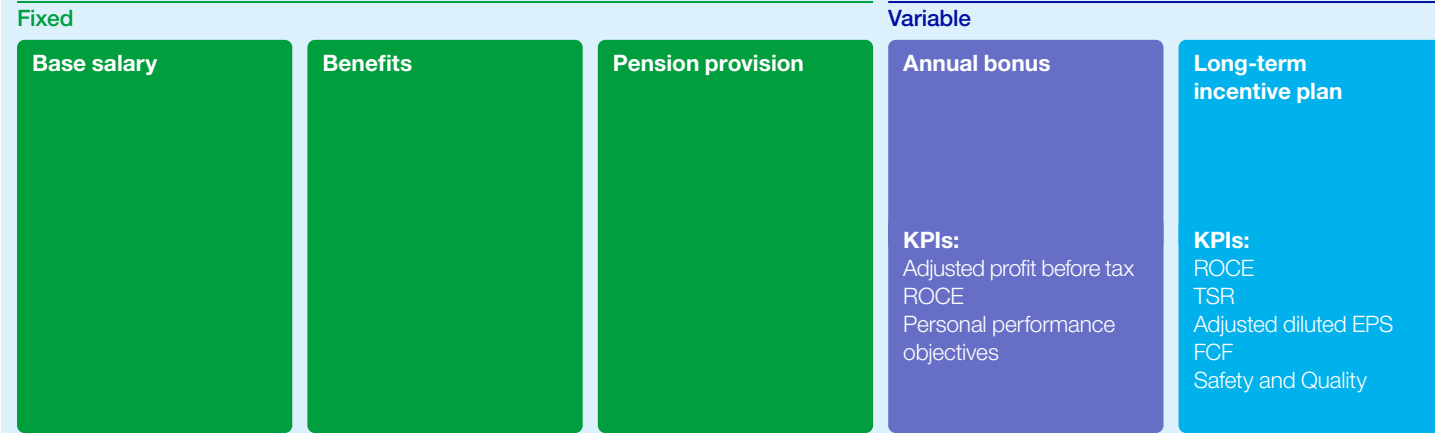 Fixed
Variable
Base salary
Benefits
Pension provision
Annual bonus
KPIs:
Adjusted profit before tax
ROCE
Personal performance
objectives
Long-term
incentive plan
KPIs:
ROCE
TSR
Adjusted diluted EPS
FCF
Safety and Quality